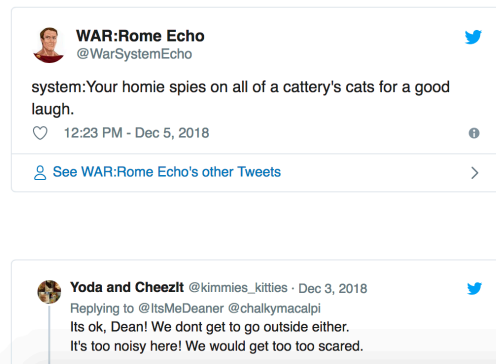 WAR:Rome Echo
@WarSystemEcho
system:Your homie spies on all of a cattery's cats for a good
laugh.
12:23 PM - Dec 5, 2018
See WAR:Rome Echo's other Tweets
Yoda and CheezIt @kimmies_kitties · Dec 3, 2018
Replying to @ItsMeDeaner @chalkymacalpi
Its ok, Dean! We dont get to go outside either.
It's too noisy here! We would get too too scared.